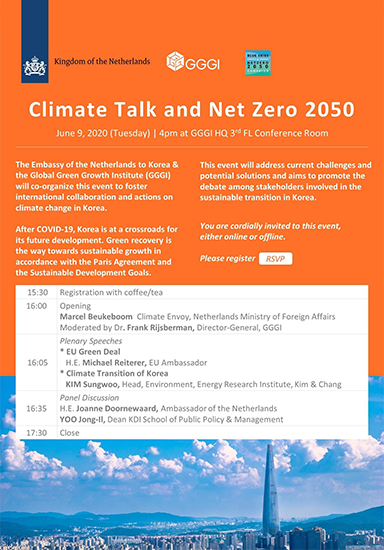 Kingdom of the Netherlands
GGGI
BLUE SKIES
NETZERO
2050
CAMPAIGN
Climate Talk and Net Zero 2050
June 9, 2020 (Tuesday) | 4pm at GGGI HQ 3rd FL Conference Room
The Embassy of the Netherlands to Korea &
the Global Green Growth Institute (GGGI)
will co-organize this event to foster
international collaboration and actions on
climate change in Korea.
After COVID-19, Korea is at a crossroads for
its future development. Green recovery is
the way towards sustainable growth in
accordance with the Paris Agreement and
the Sustainable Development Goals.
This event will address current challenges and
potential solutions and aims to promote the
debate among stakeholders involved in the
sustainable transition in Korea.
You are cordially invited to this event,
either online or offline.
Please register RSVP
15:30 Registration with coffee/tea
16:00 Opening
Marcel Beukeboom Climate Envoy, Netherlands Ministry of Foreign Affairs
Moderated by Dr. Frank Rijsberman, Director-General, GGGI
16:05 Plenary Speeches
* EU Green Deal
H.E. Michael Reiterer, EU Ambassador
* Climate Transition of Korea
KIM Sungwoo, Head, Environment, Energy Research Institute, Kim & Chang
16:35 Panel Discussion
H.E. Joanne Doornewaard, Ambassador of the Netherlands
YOO Jong-Il, Dean KDI School of Public Policy & Management
17:30 Close